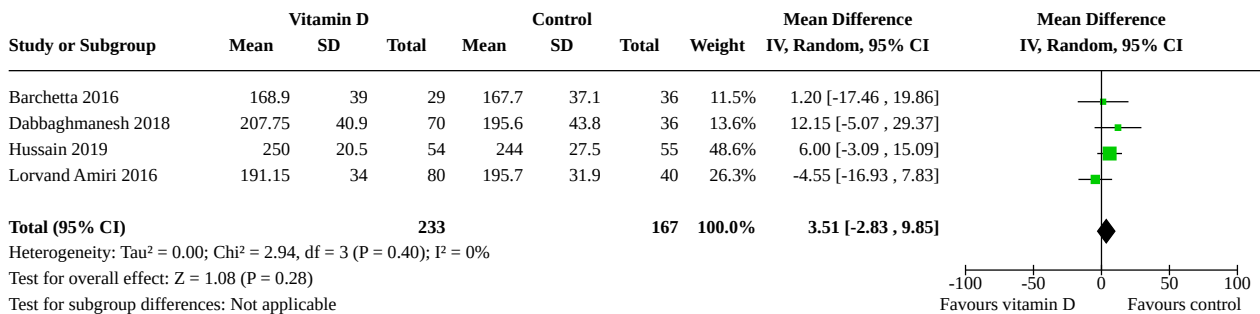 Vitamin D Control Mean Difference Mean Difference
Study or Subgroup Mean SD Total Mean SD Total Weight IV, Random, 95% CI IV, Random, 95% CI
Barchetta 2016 168.9 39 29 167.7 37.1 36 11.5% 1.20 [-17.46 , 19.86]
Dabbaghmanesh 2018 207.75 40.9 70 195.6 43.8 36 13.6% 12.15 [-5.07 , 29.37]
Hussain 2019 250 20.5 54 244 27.5 55 48.6% 6.00 [-3.09 , 15.09]
Lorvand Amiri 2016 191.15 34 80 195.7 31.9 40 26.3% -4.55 [-16.93 , 7.83]
Total (95% CI) 233 167 100.0% 3.51 [-2.83 , 9.85]
Heterogeneity: Tau² = 0.00; Chi² = 2.94, df = 3 (P = 0.40); I² = 0%
Test for overall effect: Z = 1.08 (P = 0.28) -100 -50 0 50 100
Test for subgroup differences: Not applicable Favours vitamin D Favours control